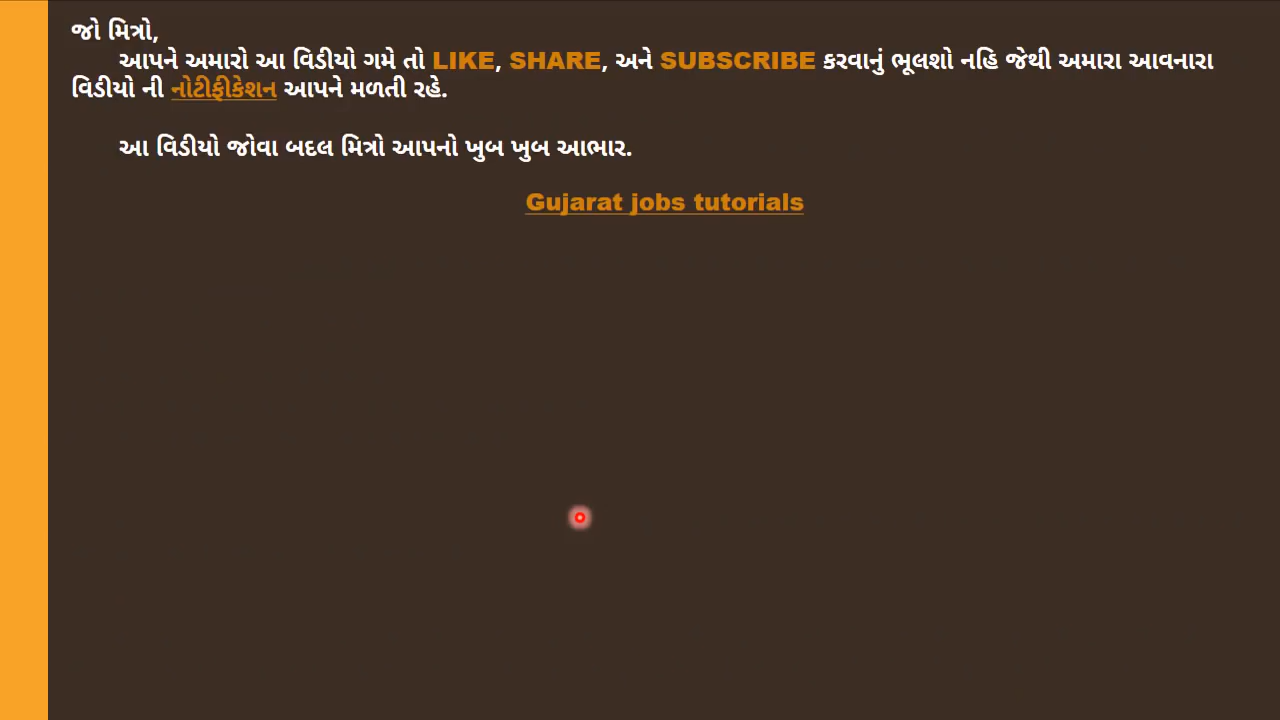 જો મિત્રો,
આપને અમારો આ વિડીયો ગમે તો LIKE, SHARE, અને SUBSCRIBE કરવાનું ભૂલશો નહિ જેથી અમારા આવનારા
વિડીયો ની નોટીફીકેશન આપને મળતી રહે.
આ વિડીયો જોવા બદલ મિત્રો આપનો ખુબ ખુબ આભાર.
Gujarat jobs tutorials